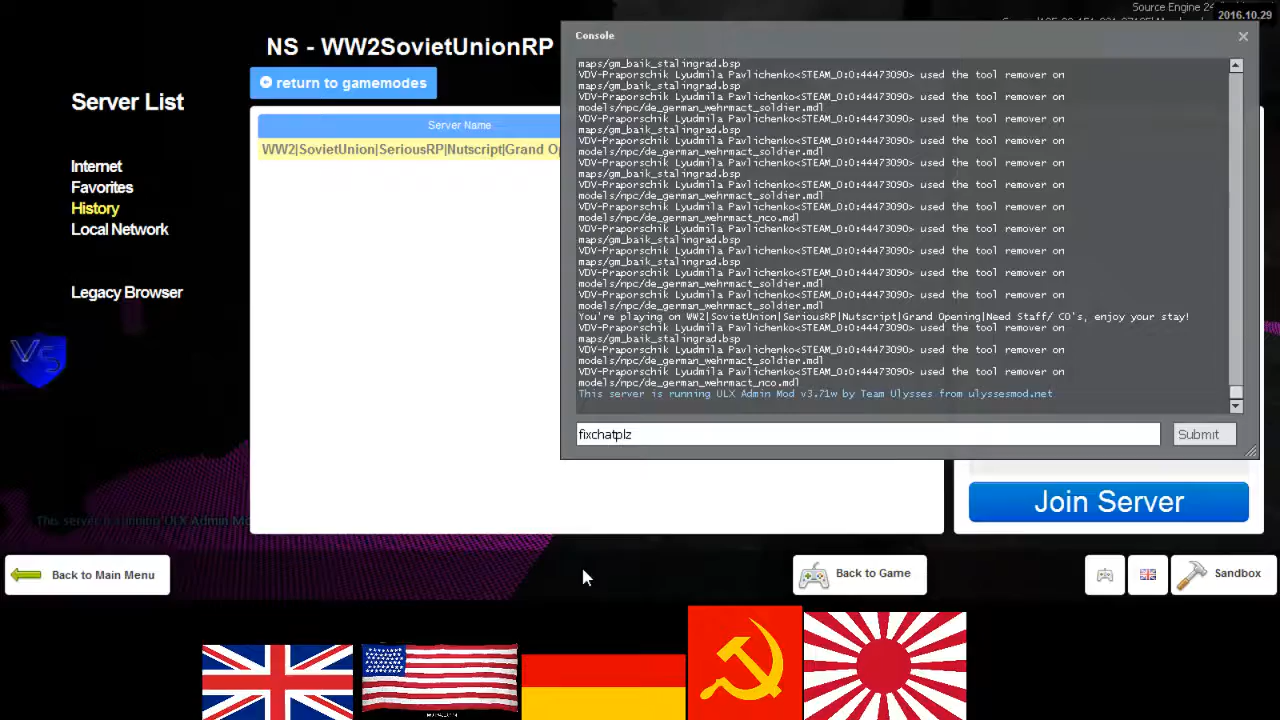 Source Engine 24
2016.10.29
NS - WW2SovietUnionRP
return to gamemodes
Server List
Internet
Favorites
History
Local Network
Legacy Browser
Server Name
WW2|SovietUnion|SeriousRP|Nutscript|Grand Op
Console
maps/gm_baik_stalingrad.bsp
VDV-Praporschik Lyudmila Pavlichenko<STEAM_0:0:44473090> used the tool remover on
maps/gm_baik_stalingrad.bsp
VDV-Praporschik Lyudmila Pavlichenko<STEAM_0:0:44473090> used the tool remover on
models/npc/de_german_wehrmact_soldier.mdl
VDV-Praporschik Lyudmila Pavlichenko<STEAM_0:0:44473090> used the tool remover on
maps/gm_baik_stalingrad.bsp
VDV-Praporschik Lyudmila Pavlichenko<STEAM_0:0:44473090> used the tool remover on
models/npc/de_german_wehrmact_soldier.mdl
VDV-Praporschik Lyudmila Pavlichenko<STEAM_0:0:44473090> used the tool remover on
maps/gm_baik_stalingrad.bsp
VDV-Praporschik Lyudmila Pavlichenko<STEAM_0:0:44473090> used the tool remover on
models/npc/de_german_wehrmact_soldier.mdl
VDV-Praporschik Lyudmila Pavlichenko<STEAM_0:0:44473090> used the tool remover on
models/npc/de_german_wehrmact_nco.mdl
VDV-Praporschik Lyudmila Pavlichenko<STEAM_0:0:44473090> used the tool remover on
maps/gm_baik_stalingrad.bsp
VDV-Praporschik Lyudmila Pavlichenko<STEAM_0:0:44473090> used the tool remover on
maps/gm_baik_stalingrad.bsp
VDV-Praporschik Lyudmila Pavlichenko<STEAM_0:0:44473090> used the tool remover on
models/npc/de_german_wehrmact_soldier.mdl
VDV-Praporschik Lyudmila Pavlichenko<STEAM_0:0:44473090> used the tool remover on
models/npc/de_german_wehrmact_soldier.mdl
You're playing on WW2|SovietUnion|SeriousRP|Nutscript|Grand Opening|Need Staff/ CO's, enjoy your stay!
VDV-Praporschik Lyudmila Pavlichenko<STEAM_0:0:44473090> used the tool remover on
maps/gm_baik_stalingrad.bsp
VDV-Praporschik Lyudmila Pavlichenko<STEAM_0:0:44473090> used the tool remover on
models/npc/de_german_wehrmact_soldier.mdl
VDV-Praporschik Lyudmila Pavlichenko<STEAM_0:0:44473090> used the tool remover on
models/npc/de_german_wehrmact_nco.mdl
This server is running ULX Admin Mod v3.71w by Team Ulysses from ulyssesmod.net
fixchatplz
Submit
VS
This server is running ULX Admin Mo
Join Server
Back to Main Menu
Back to Game
Sandbox